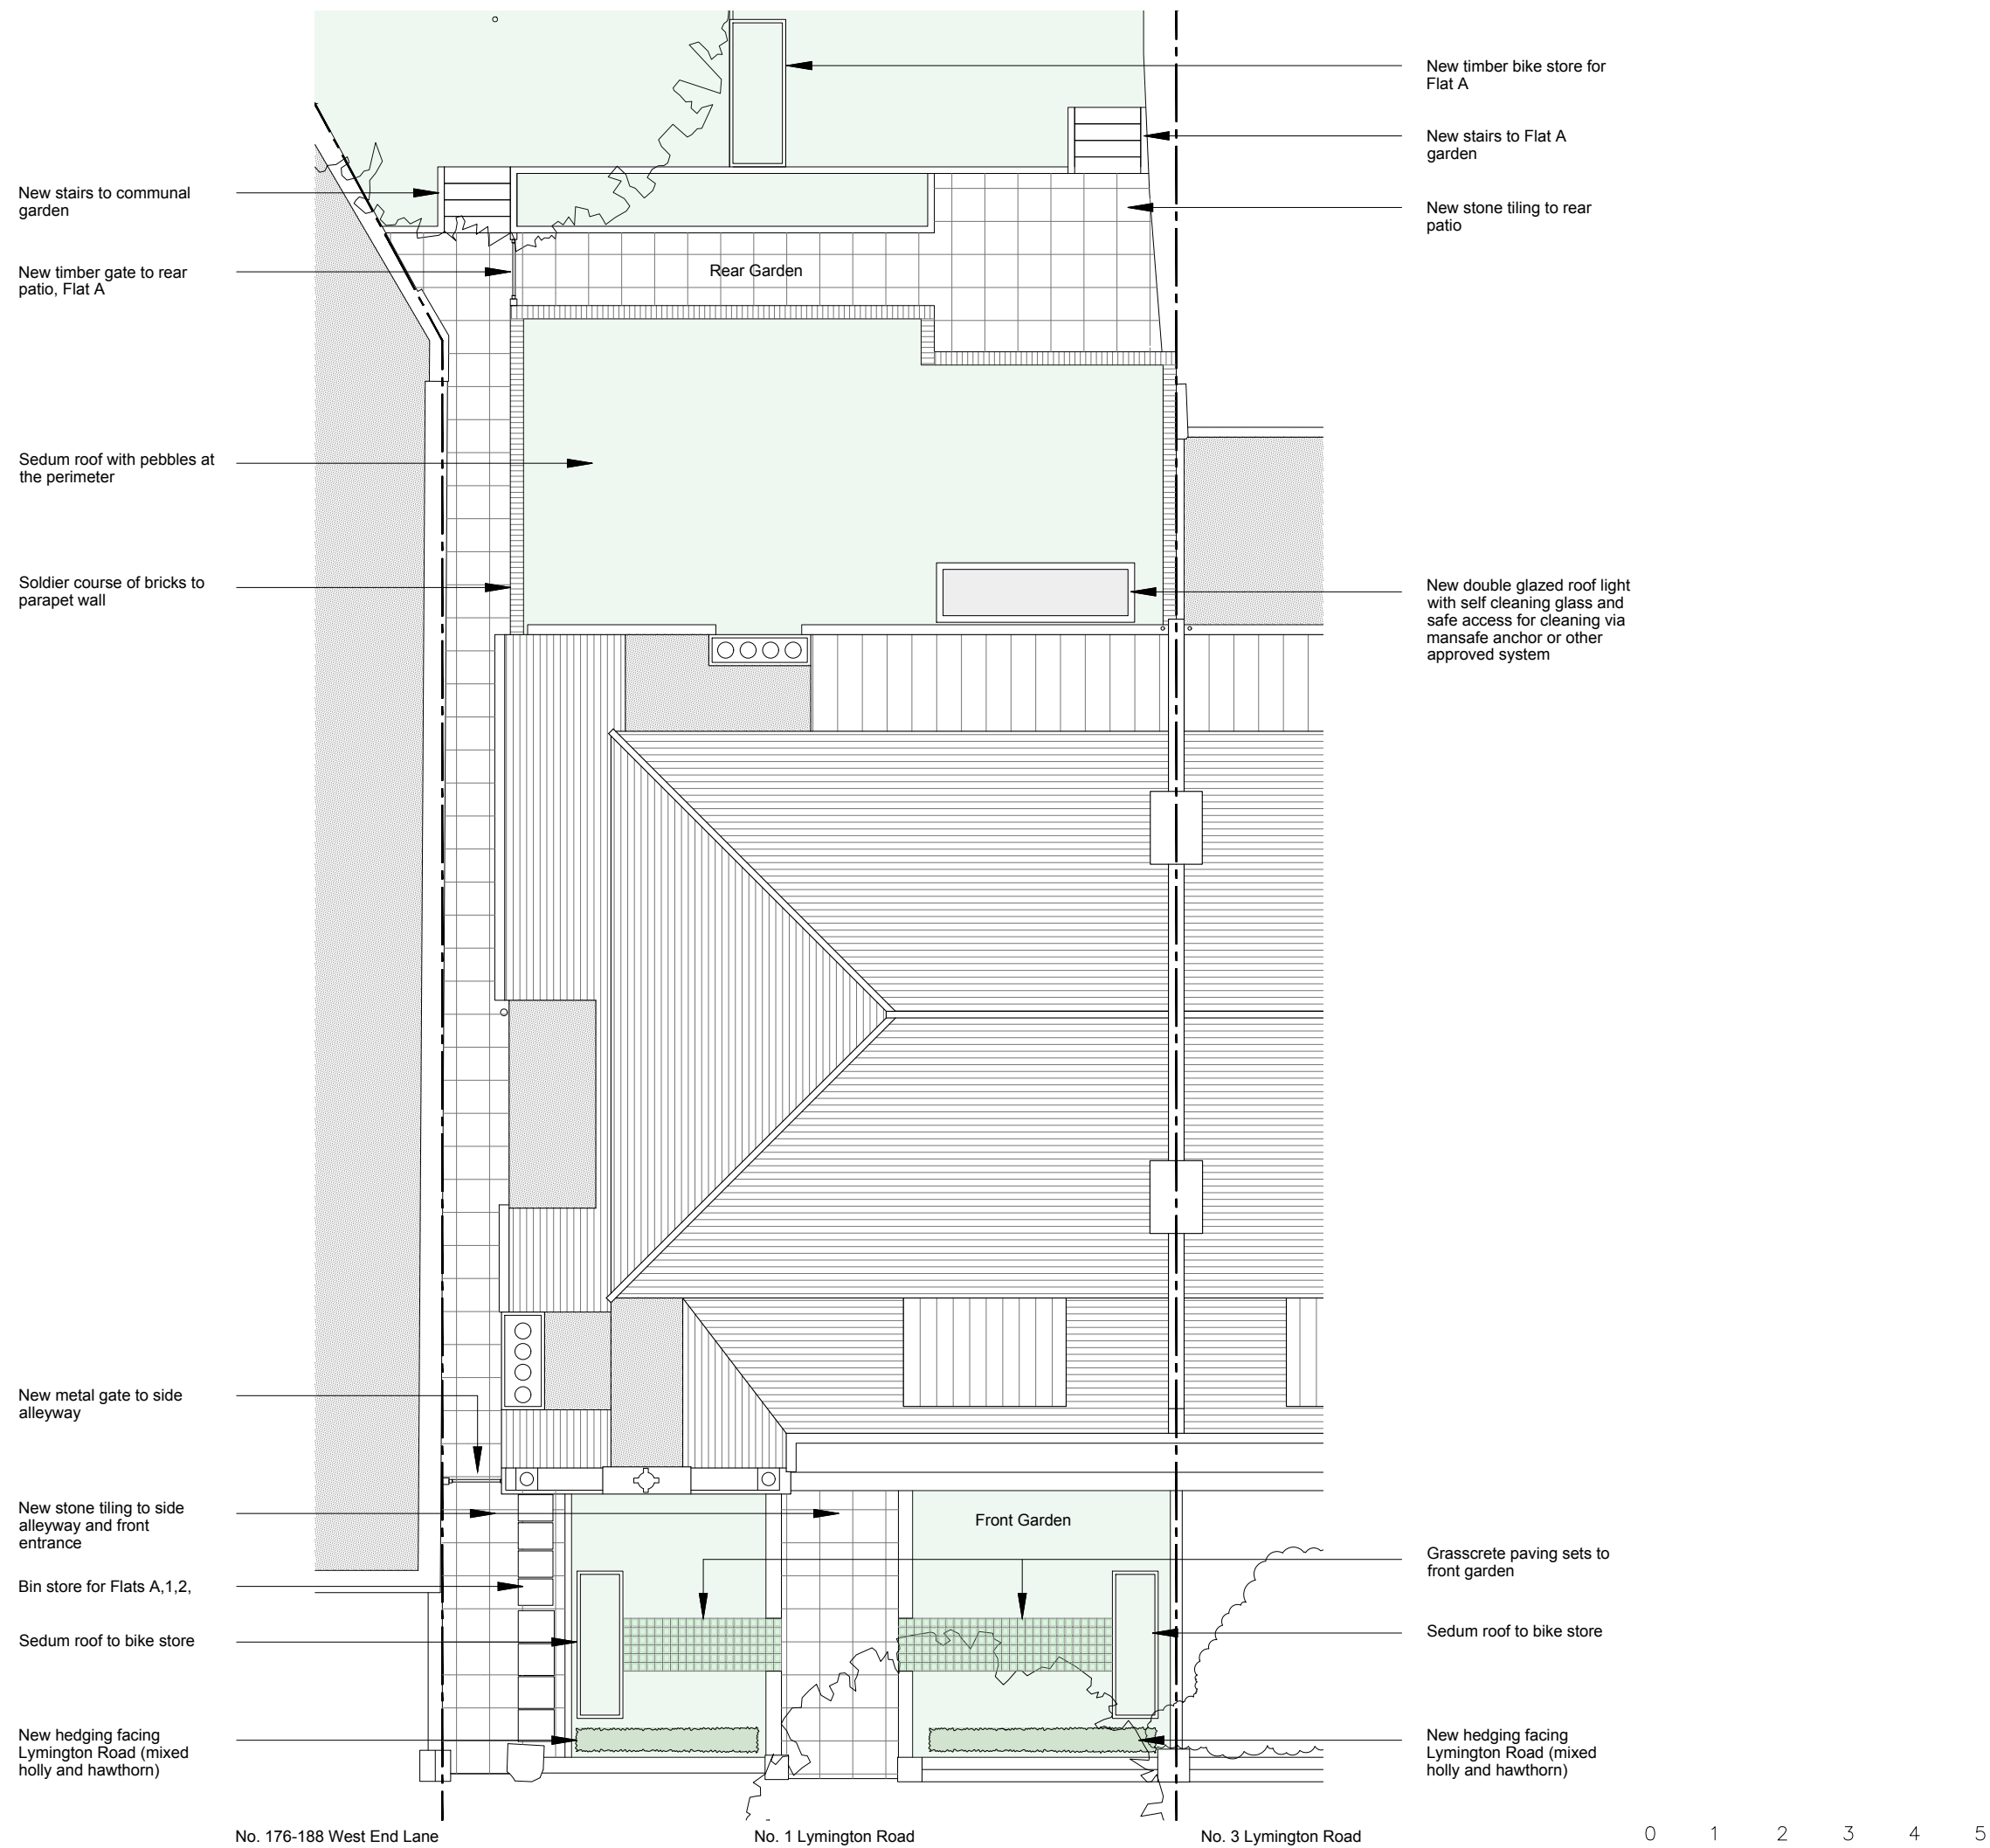 New timber bike store for
Flat A
New stairs to Flat A
garden
New stairs to communal
garden
New stone tiling to rear
patio
New timber gate to rear
patio, Flat A
Rear Garden
Sedum roof with pebbles at
the perimeter
Soldier course of bricks to
parapet wall
New double glazed roof light
with self cleaning glass and
safe access for cleaning via
mansafe anchor or other
approved system
New metal gate to side
alleyway
New stone tiling to side
alleyway and front
entrance
Front Garden
Grasscrete paving sets to
front garden
Bin store for Flats A,1,2,
Sedum roof to bike store
Sedum roof to bike store
New hedging facing
Lymington Road (mixed
holly and hawthorn)
New hedging facing
Lymington Road (mixed
holly and hawthorn)
No. 176-188 West End Lane
No. 1 Lymington Road
No. 3 Lymington Road
0 1 2 3 4 5